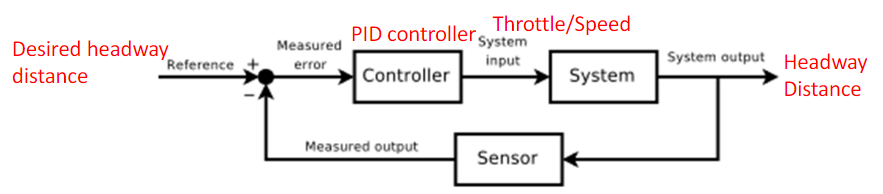 Desired headway
distance
Reference
+
−
Measured
error
PID controller
Controller
System
input
Throttle/Speed
System
System output
Headway
Distance
Measured output
Sensor